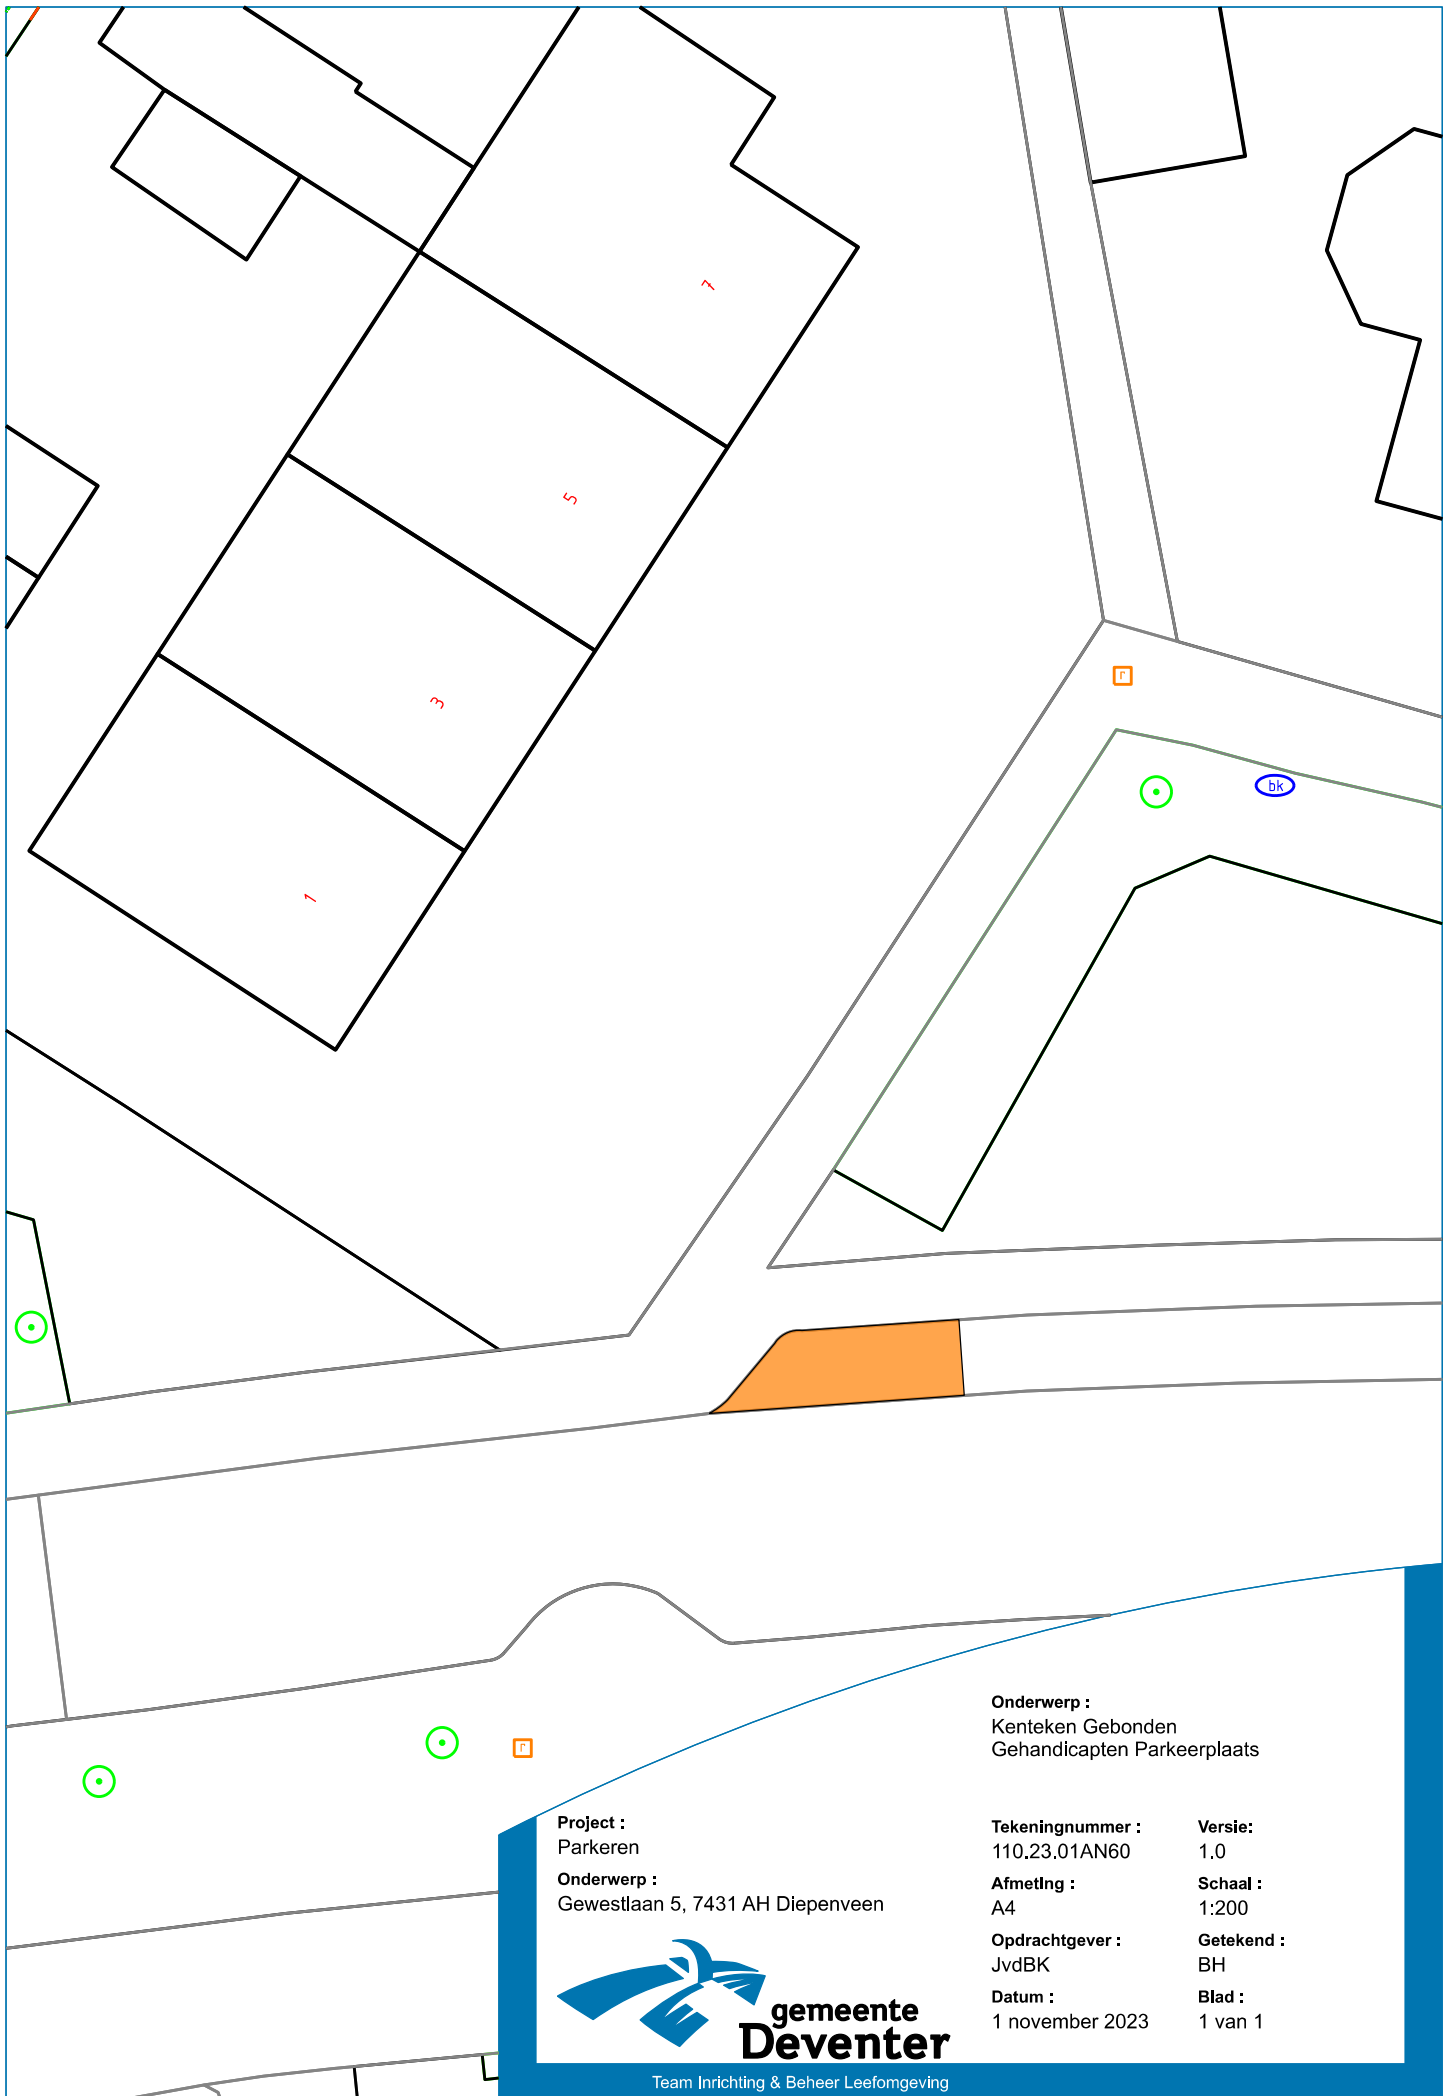 7
5
3
1
r
bk
r
Onderwerp :
Kenteken Gebonden
Gehandicapten Parkeerplaats
Project :
Parkeren
Onderwerp :
Gewestlaan 5, 7431 AH Diepenveen
Tekeningnummer : Versie:
110.23.01AN60 1.0
Afmeting : Schaal :
A4 1:200
Opdrachtgever : Getekend :
JvdBK BH
Datum : Blad :
1 november 2023 1 van 1
gemeente
Deventer
Team Inrichting & Beheer Leefomgeving